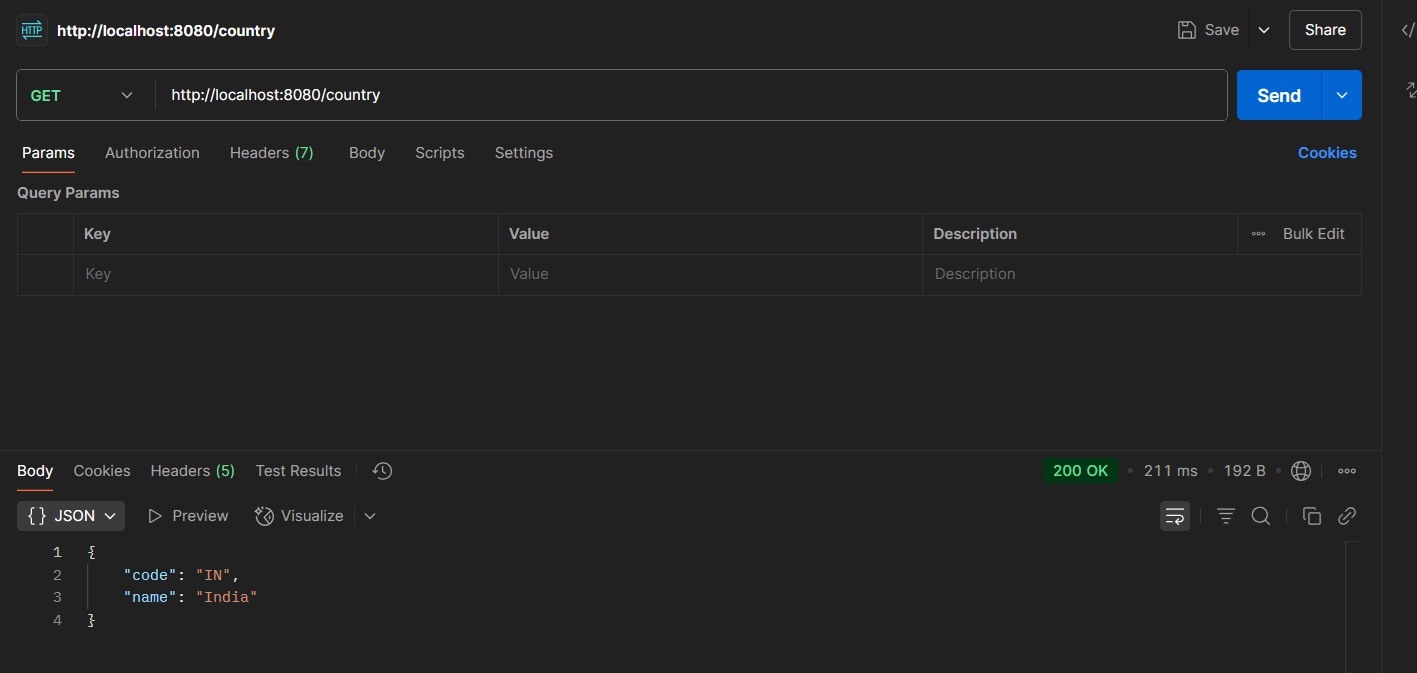 HTTP http://localhost:8080/country Save Share
GET http://localhost:8080/country Send
Params Authorization Headers (7) Body Scripts Settings Cookies
Query Params
Key Value Description Bulk Edit
Key Value Description
Body Cookies Headers (5) Test Results 200 OK • 211 ms • 192 B •
{} JSON Preview Visualize
1 {
2 "code": "IN",
3 "name": "India"
4 }